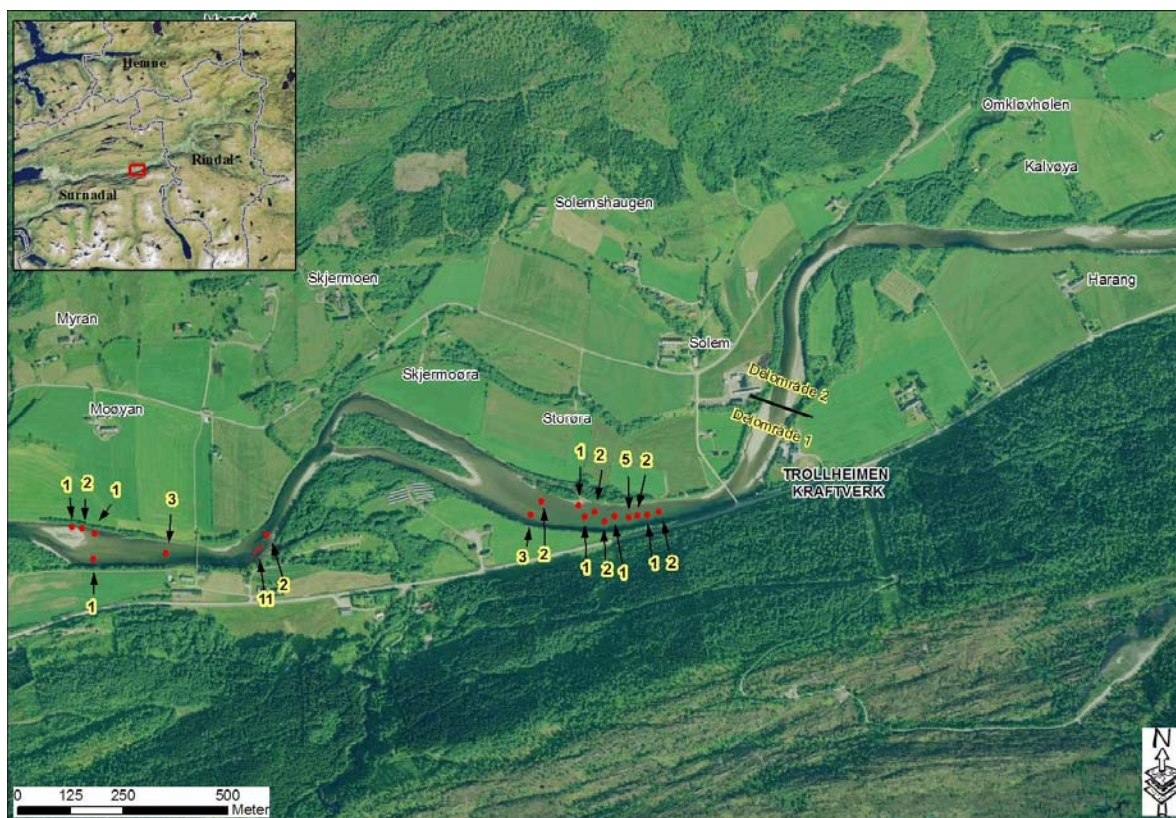 Hemne
Rindal
Surnadal
Omkløvhølen
Kalvøya
Solemshaugen
Skjermoen
Harang
Myran
Solem
Skjermoøra
Delområde 2
Moøyan
Storøra
Delområde 1
TROLLHEIMEN
KRAFTVERK
1 2 1 3
1 2 5 2
1 11 2
3 2 1 2 1 1 2
N
0 125 250 500
Meter